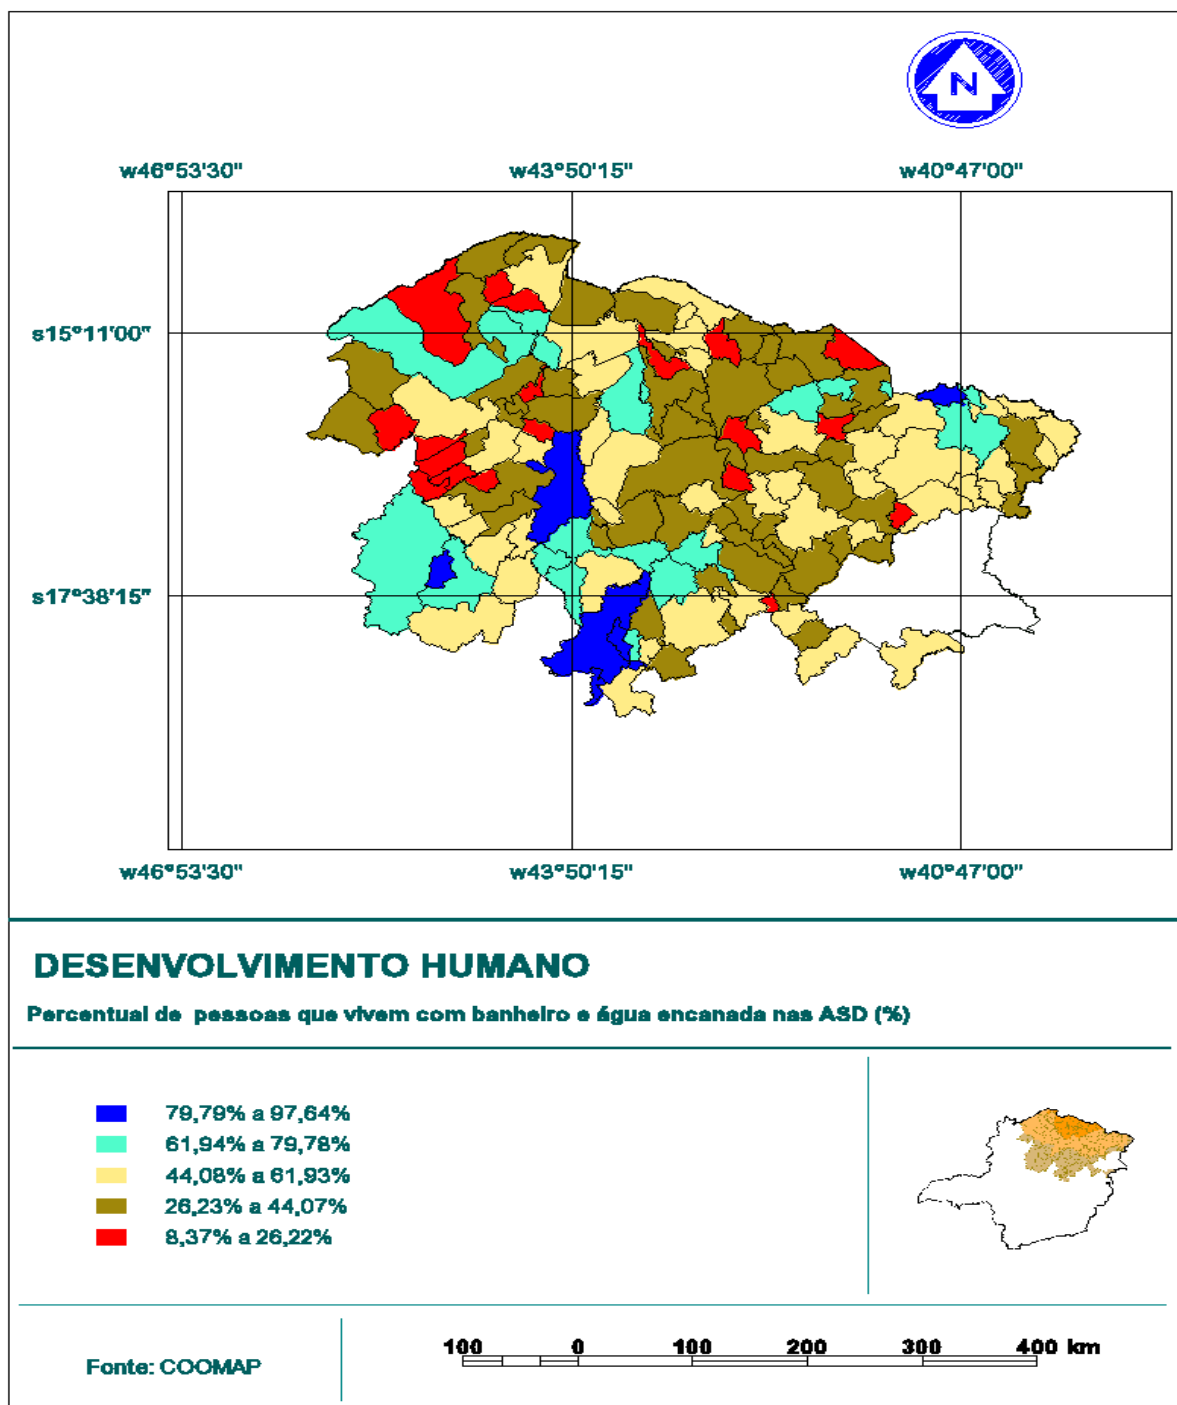 N
w46°53'30" w43°50'15" w40°47'00"
s15°11'00"
s17°38'15"
w46°53'30" w43°50'15" w40°47'00"
DESENVOLVIMENTO HUMANO
Percentual de pessoas que vivem com banheiro e água encanada nas ASD (%)
79,79% a 97,64%
61,94% a 79,78%
44,08% a 61,93%
26,23% a 44,07%
8,37% a 26,22%
100 0 100 200 300 400 km
Fonte: COOMAP